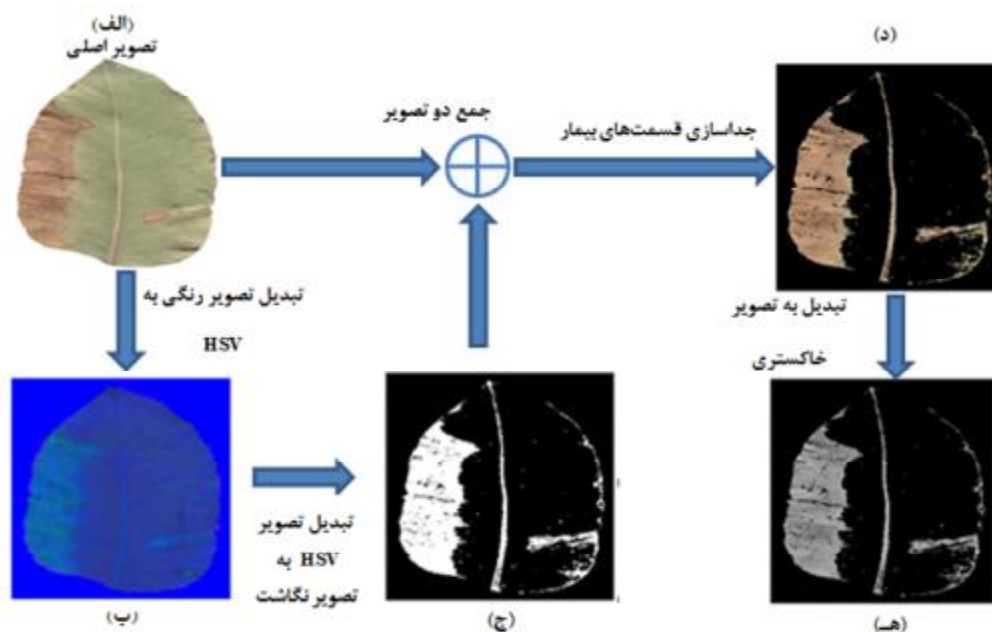 (الف)
تصویر اصلی
جمع دو تصویر
جداسازی قسمت‌های بیمار
(د)
تبدیل تصویر رنگی به
HSV
تبدیل به تصویر
خاکستری
تبدیل تصویر
HSV به
تصویر نگاشت
(ب)
(ج)
(هـ)